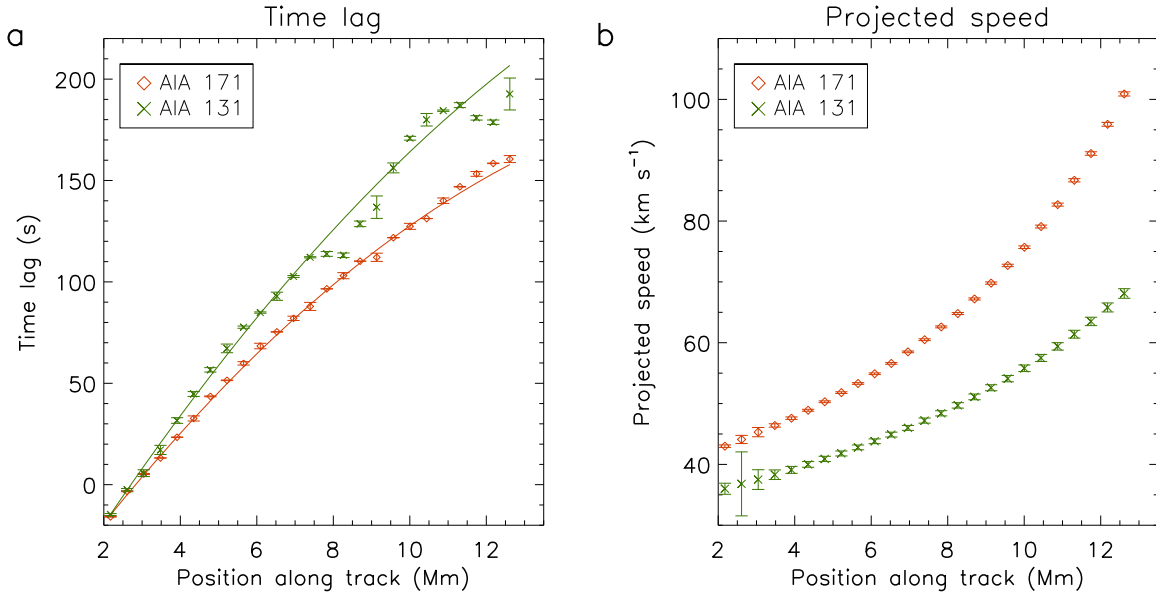 a
Time lag
AIA 171
AIA 131
Time lag (s)
200
150
100
50
0
2 4 6 8 10 12
Position along track (Mm)
b
Projected speed
AIA 171
AIA 131
Projected speed (km s⁻¹)
100
80
60
40
2 4 6 8 10 12
Position along track (Mm)